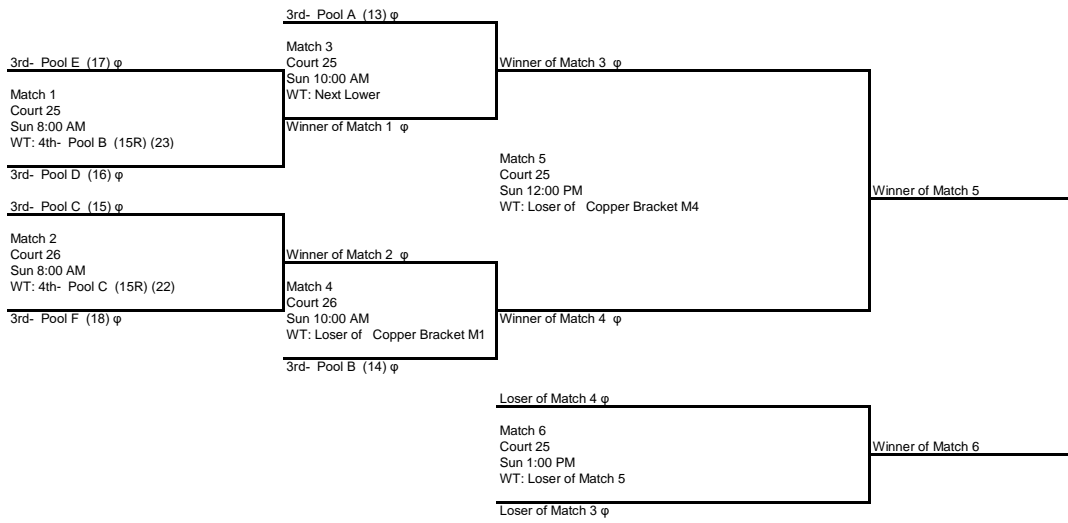 3rd- Pool A (13) φ
Match 3
Court 25
Sun 10:00 AM
WT: Next Lower
Winner of Match 1 φ
3rd- Pool E (17) φ
Match 1
Court 25
Sun 8:00 AM
WT: 4th- Pool B (15R) (23)
3rd- Pool D (16) φ
3rd- Pool C (15) φ
Match 2
Court 26
Sun 8:00 AM
WT: 4th- Pool C (15R) (22)
3rd- Pool F (18) φ
Winner of Match 2 φ
Match 4
Court 26
Sun 10:00 AM
WT: Loser of Copper Bracket M1
3rd- Pool B (14) φ
Winner of Match 3 φ
Match 5
Court 25
Sun 12:00 PM
WT: Loser of Copper Bracket M4
Winner of Match 4 φ
Winner of Match 5
Loser of Match 4 φ
Match 6
Court 25
Sun 1:00 PM
WT: Loser of Match 5
Loser of Match 3 φ
Winner of Match 6